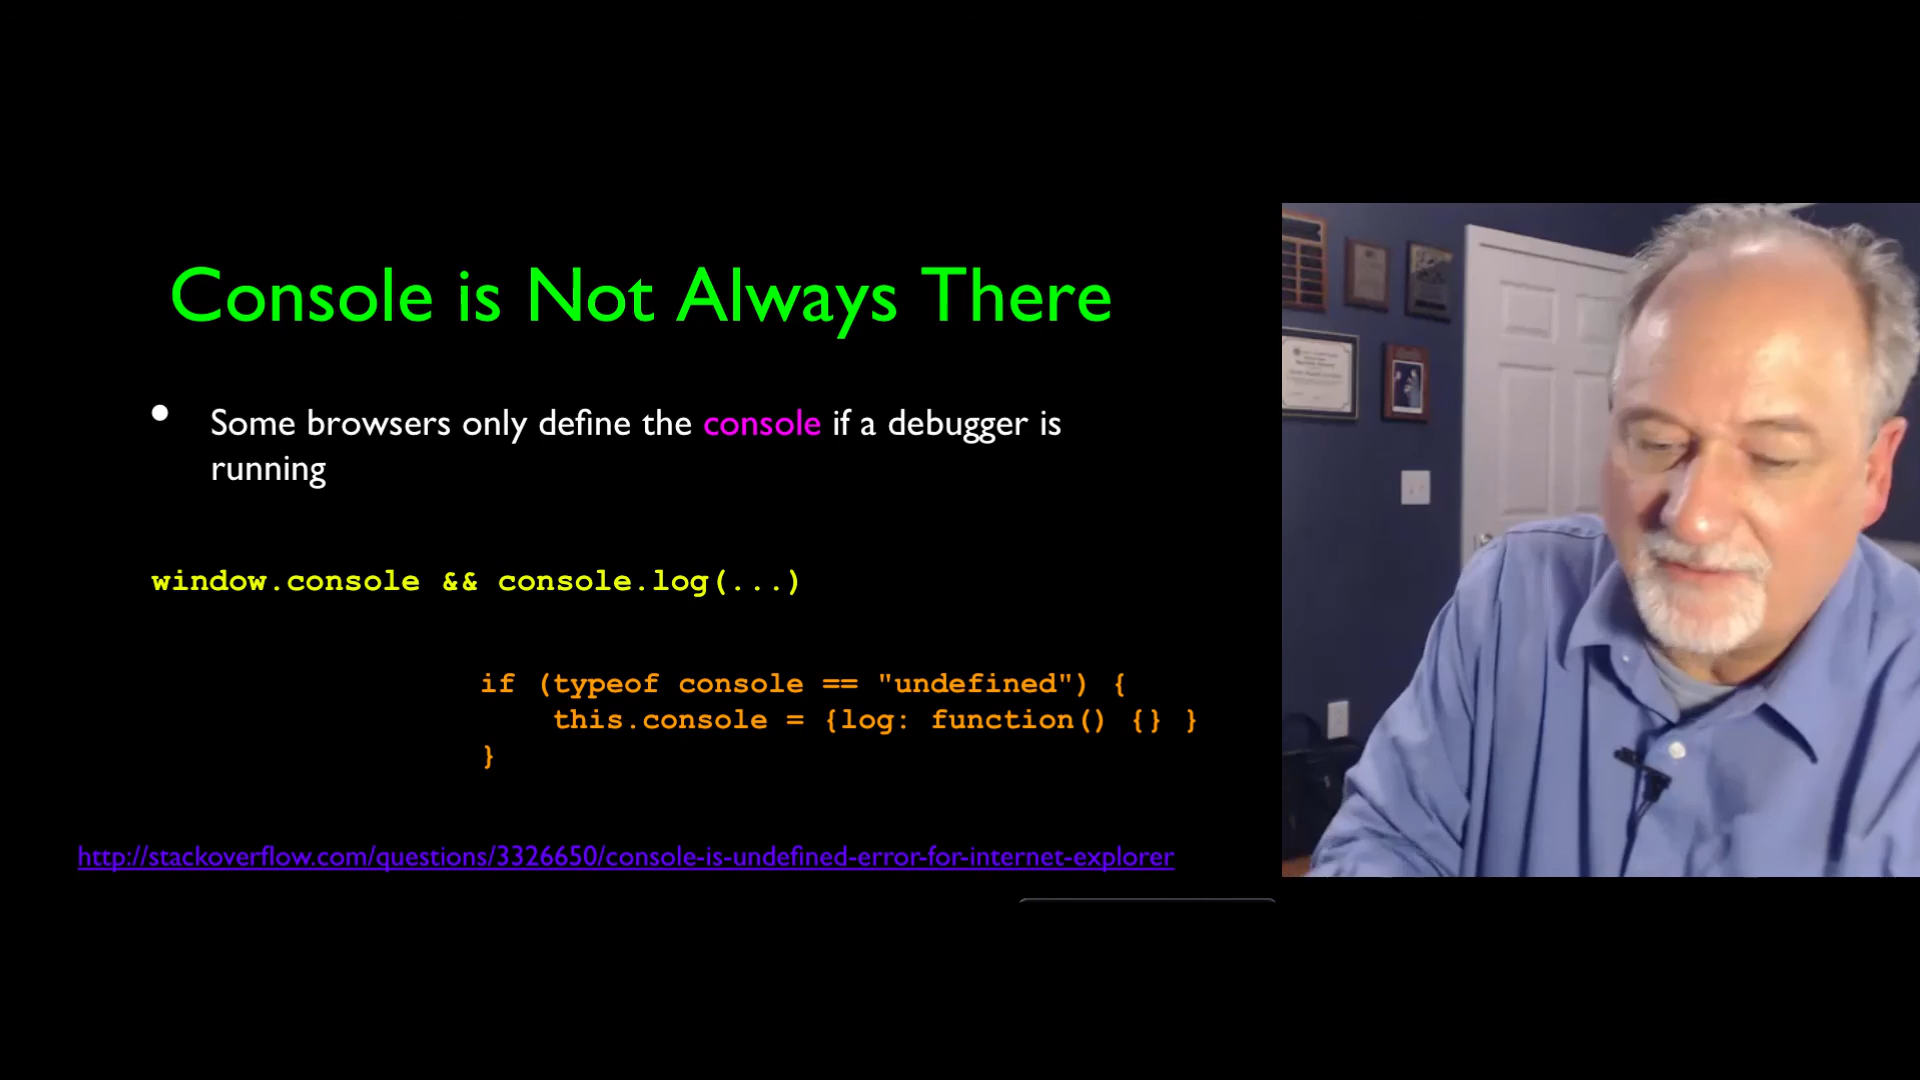 Console is Not Always There
• Some browsers only define the console if a debugger is
running
window.console && console.log(...)
if (typeof console == "undefined") {
    this.console = {log: function() {} }
}
http://stackoverflow.com/questions/3326650/console-is-undefined-error-for-internet-explorer